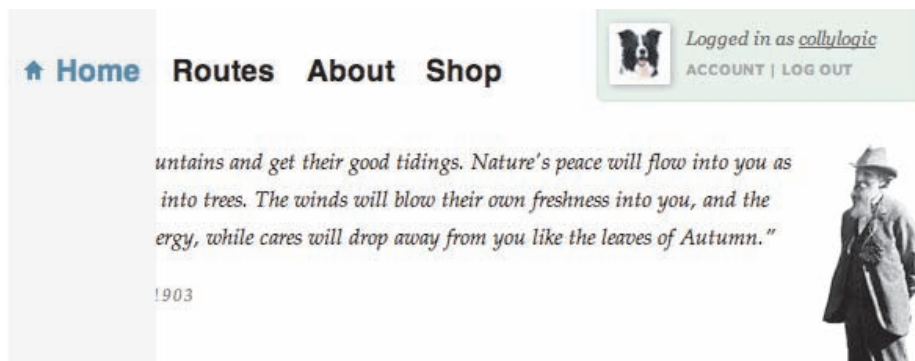 Home Routes About Shop
Logged in as collylogic
ACCOUNT | LOG OUT
untains and get their good tidings. Nature's peace will flow into you as
into trees. The winds will blow their own freshness into you, and the
ergy, while cares will drop away from you like the leaves of Autumn.”
1903